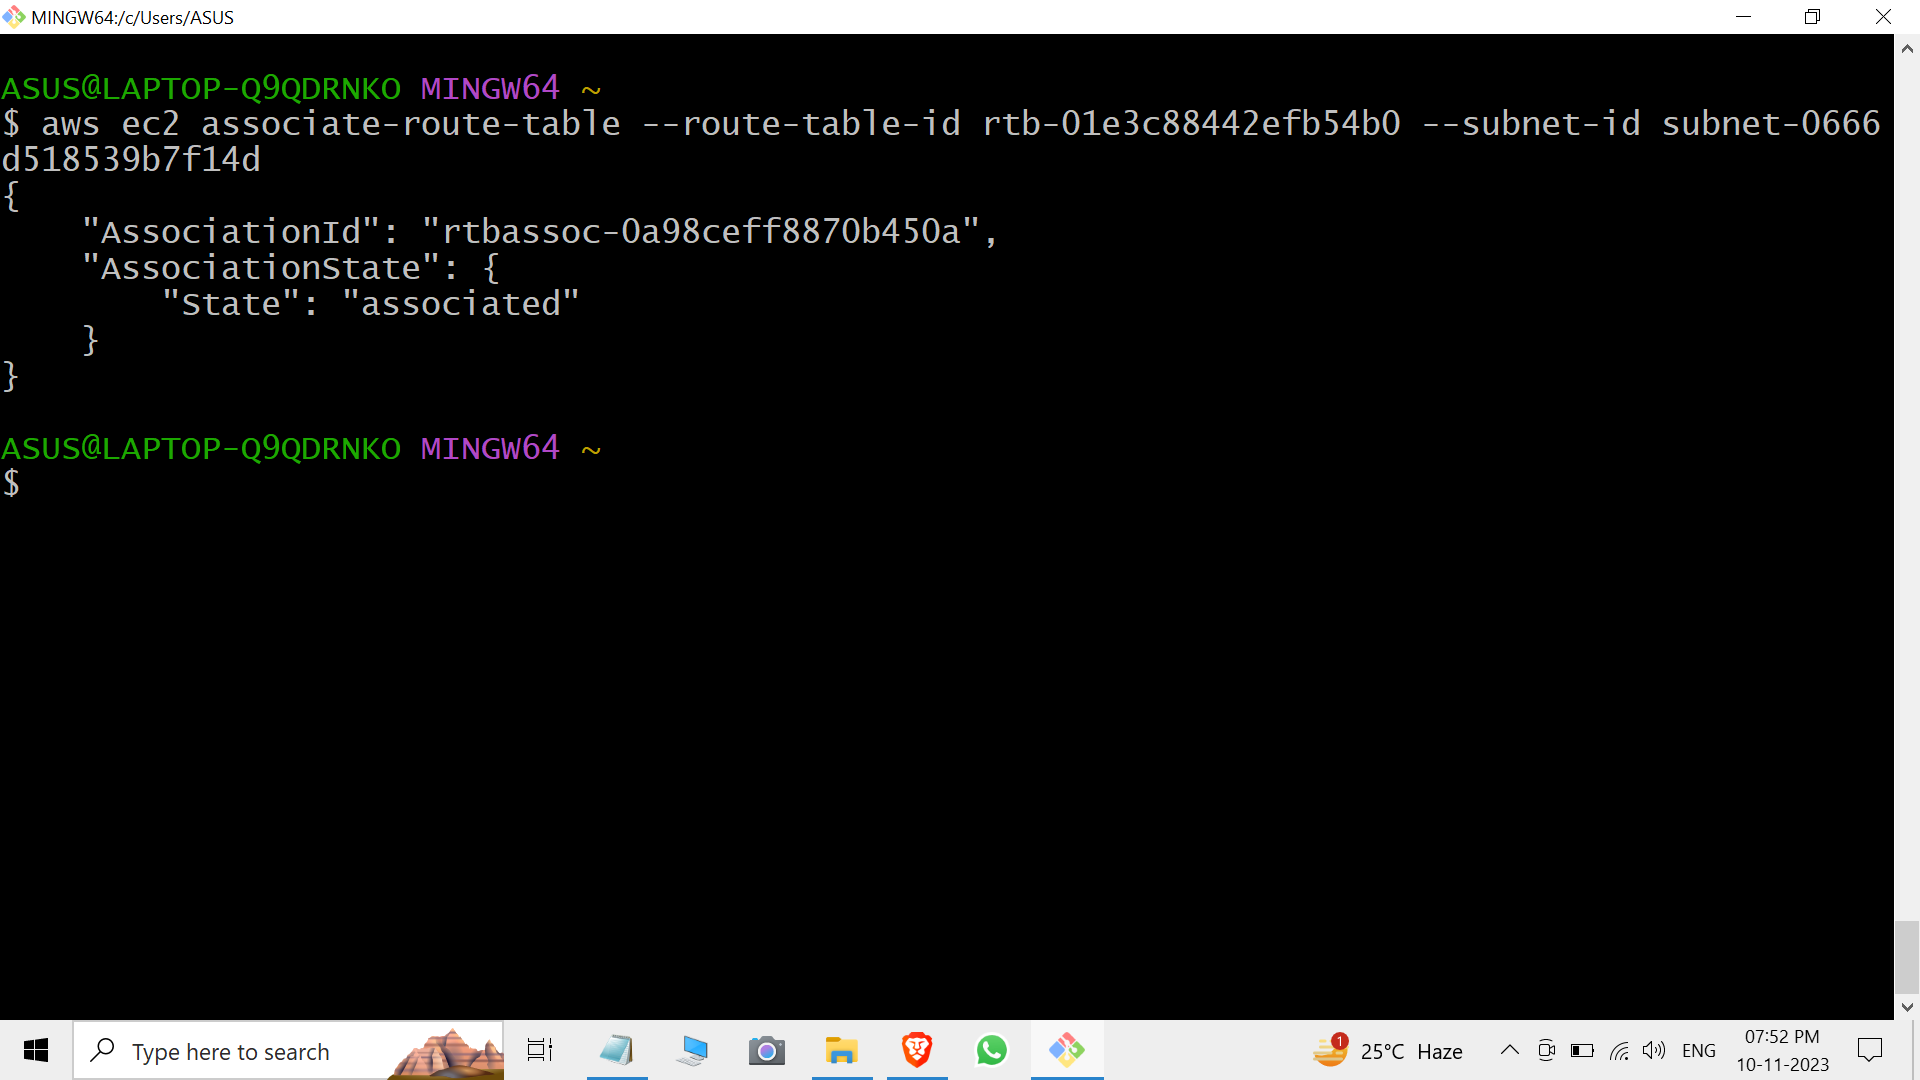 MINGW64:/c/Users/ASUS
ASUS@LAPTOP-Q9QDRNKO MINGW64 ~
$ aws ec2 associate-route-table --route-table-id rtb-01e3c88442efb54b0 --subnet-id subnet-0666
d518539b7f14d
{
    "AssociationId": "rtbassoc-0a98ceff8870b450a",
    "AssociationState": {
        "State": "associated"
    }
}
ASUS@LAPTOP-Q9QDRNKO MINGW64 ~
$
Type here to search
1
25°C Haze
ENG
07:52 PM
10-11-2023